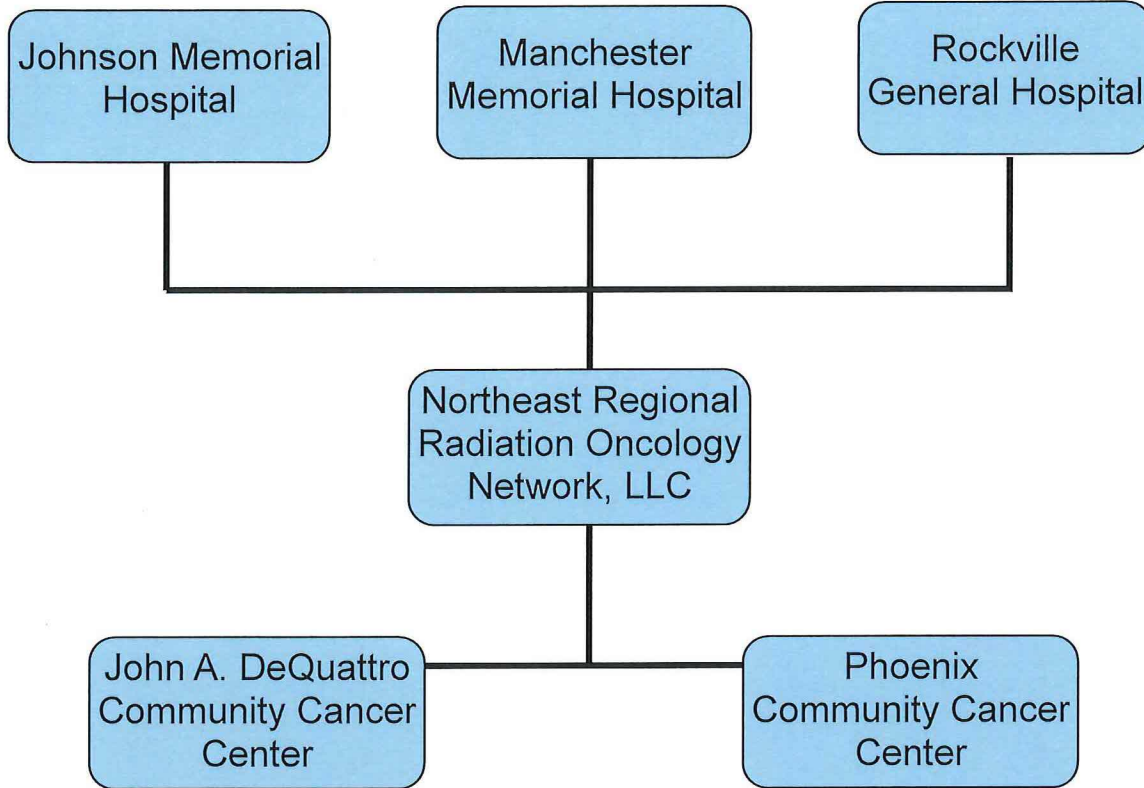 Johnson Memorial
Hospital
Manchester
Memorial Hospital
Rockville
General Hospital
Northeast Regional
Radiation Oncology
Network, LLC
John A. DeQuattro
Community Cancer
Center
Phoenix
Community Cancer
Center